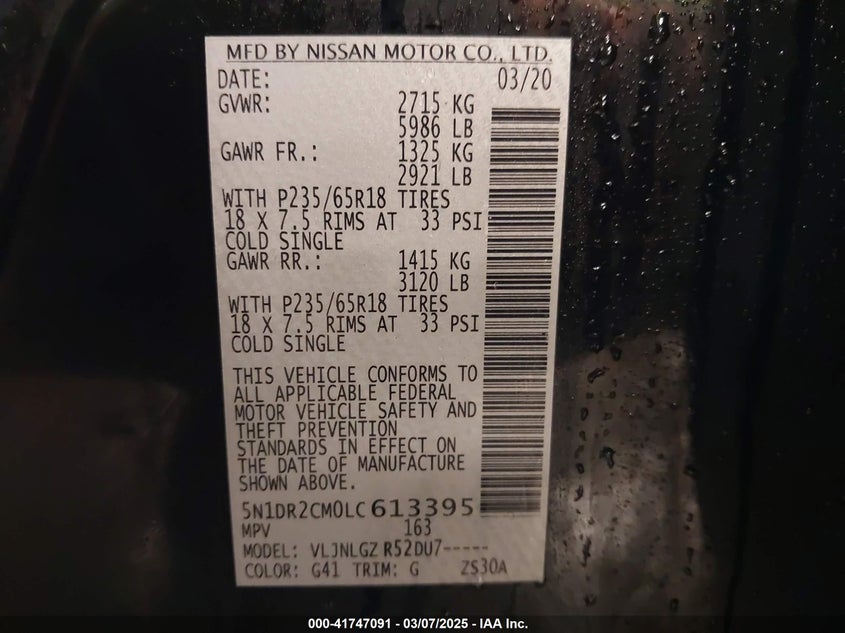 MFD BY NISSAN MOTOR CO., LTD.
DATE: 03/20
GVWR: 2715 KG
5986 LB
GAWR FR.: 1325 KG
2921 LB
WITH P235/65R18 TIRES
18 X 7.5 RIMS AT 33 PSI
COLD SINGLE
GAWR RR.: 1415 KG
3120 LB
WITH P235/65R18 TIRES
18 X 7.5 RIMS AT 33 PSI
COLD SINGLE
THIS VEHICLE CONFORMS TO
ALL APPLICABLE FEDERAL
MOTOR VEHICLE SAFETY AND
THEFT PREVENTION
STANDARDS IN EFFECT ON
THE DATE OF MANUFACTURE
SHOWN ABOVE.
5N1DR2CM0LC613395
MPV 163
MODEL: VLJNLGZ R52DU7-----
COLOR: G41 TRIM: G ZS30A
000-41747091 - 03/07/2025 - IAA Inc.